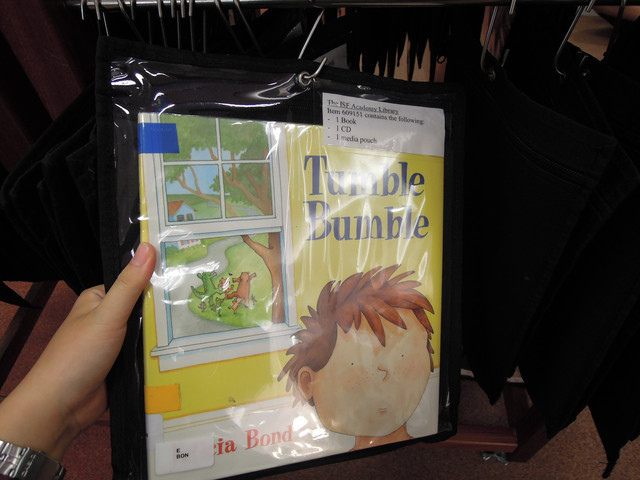 The ISF Academy Library
Item 609151 contains the following:
- 1 Book
- 1 CD
- 1 media pouch
Tumble
Bumble
cia Bond
E
BON